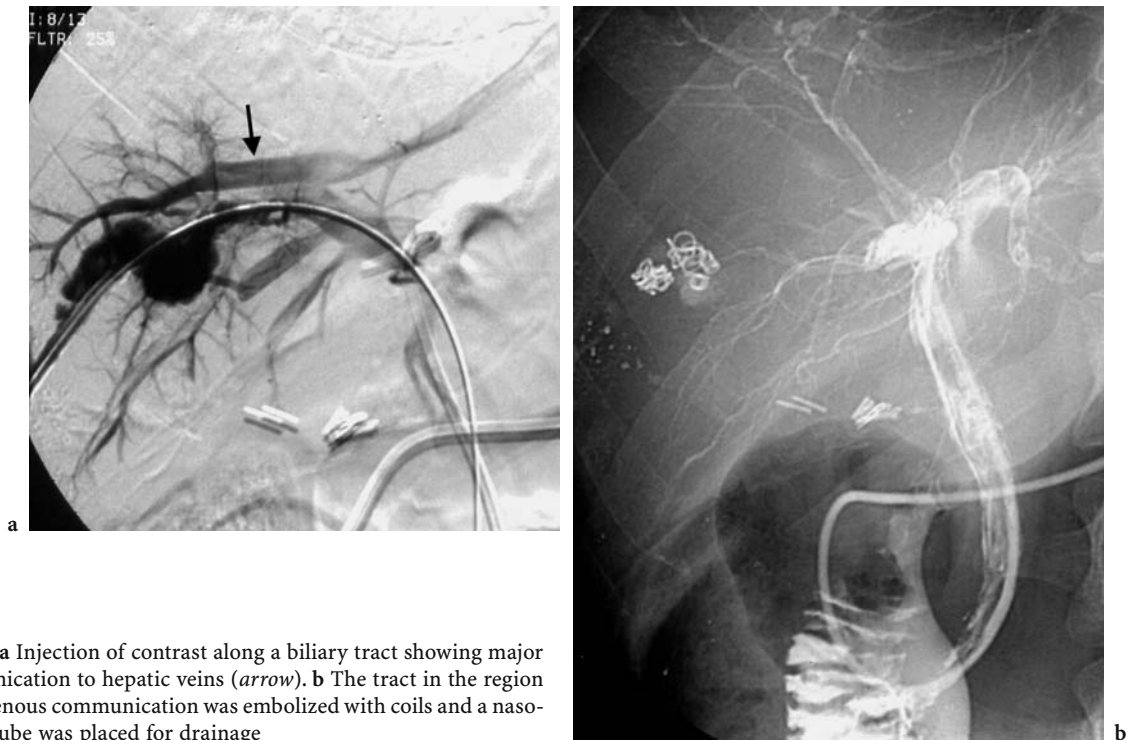 I:8/13
FLTR: 25%
a
b
a Injection of contrast along a biliary tract showing major
nication to hepatic veins (arrow). b The tract in the region
enous communication was embolized with coils and a naso-
ube was placed for drainage